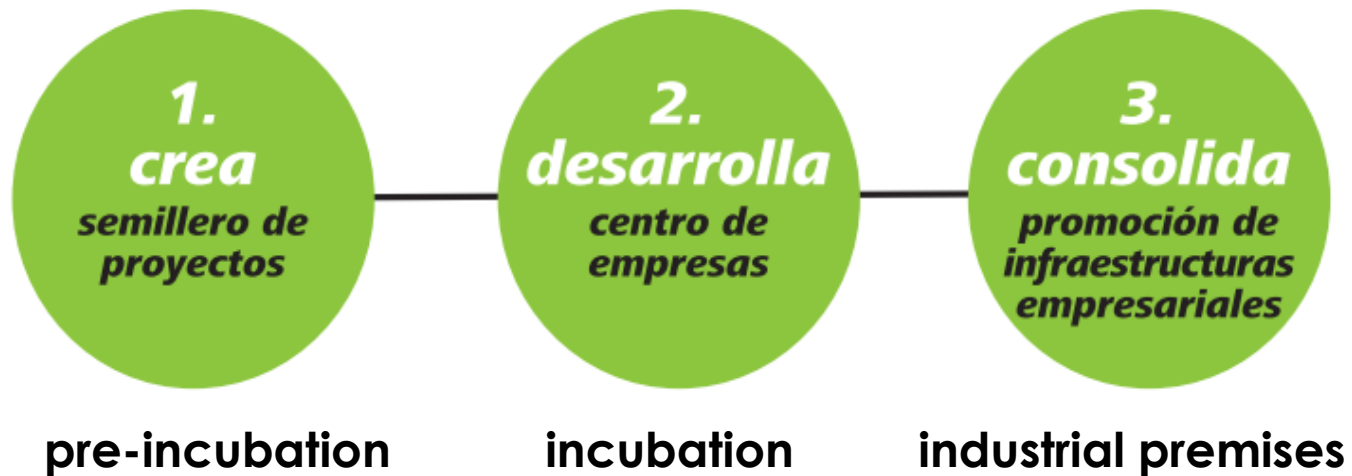 1.
crea
semillero de
proyectos
2.
desarrolla
centro de
empresas
3.
consolida
promoción de
infraestructuras
empresariales
pre-incubation
incubation
industrial premises